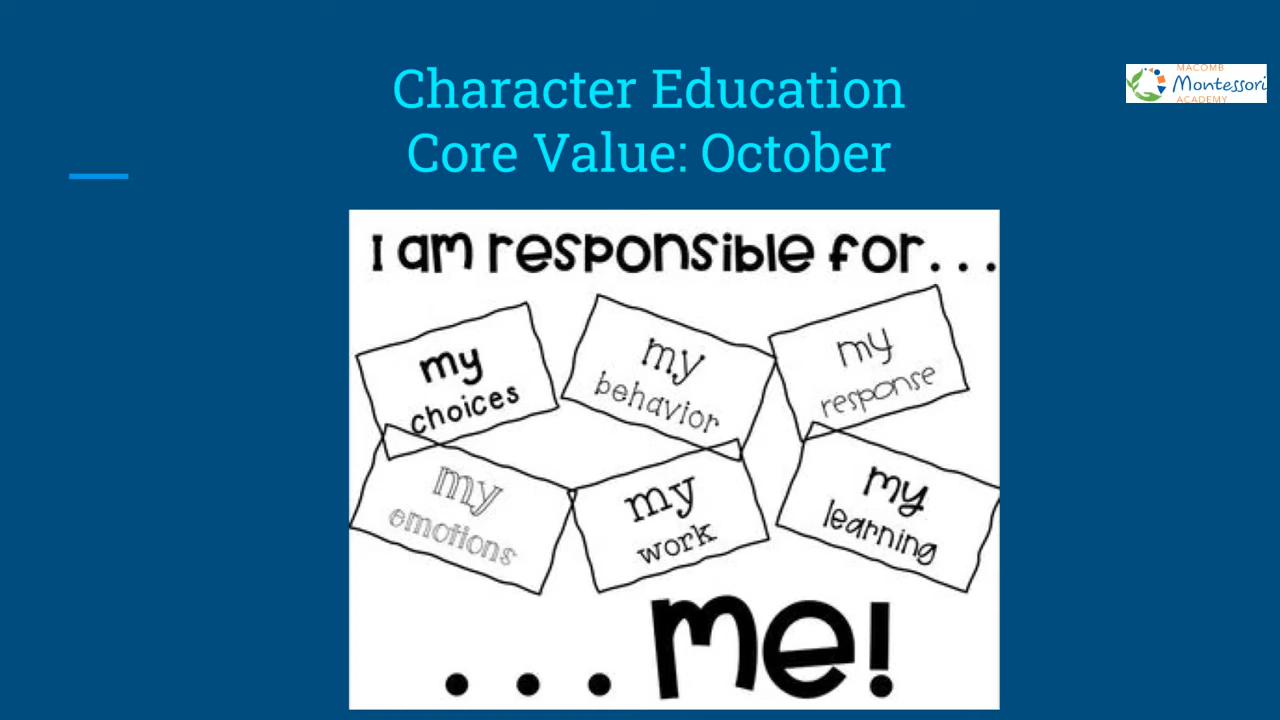 Character Education
Core Value: October
MACOMB
Montessori
ACADEMY
I am responsible for...
my
choices
my
behavior
my
response
my
emotions
my
work
my
learning
...me!